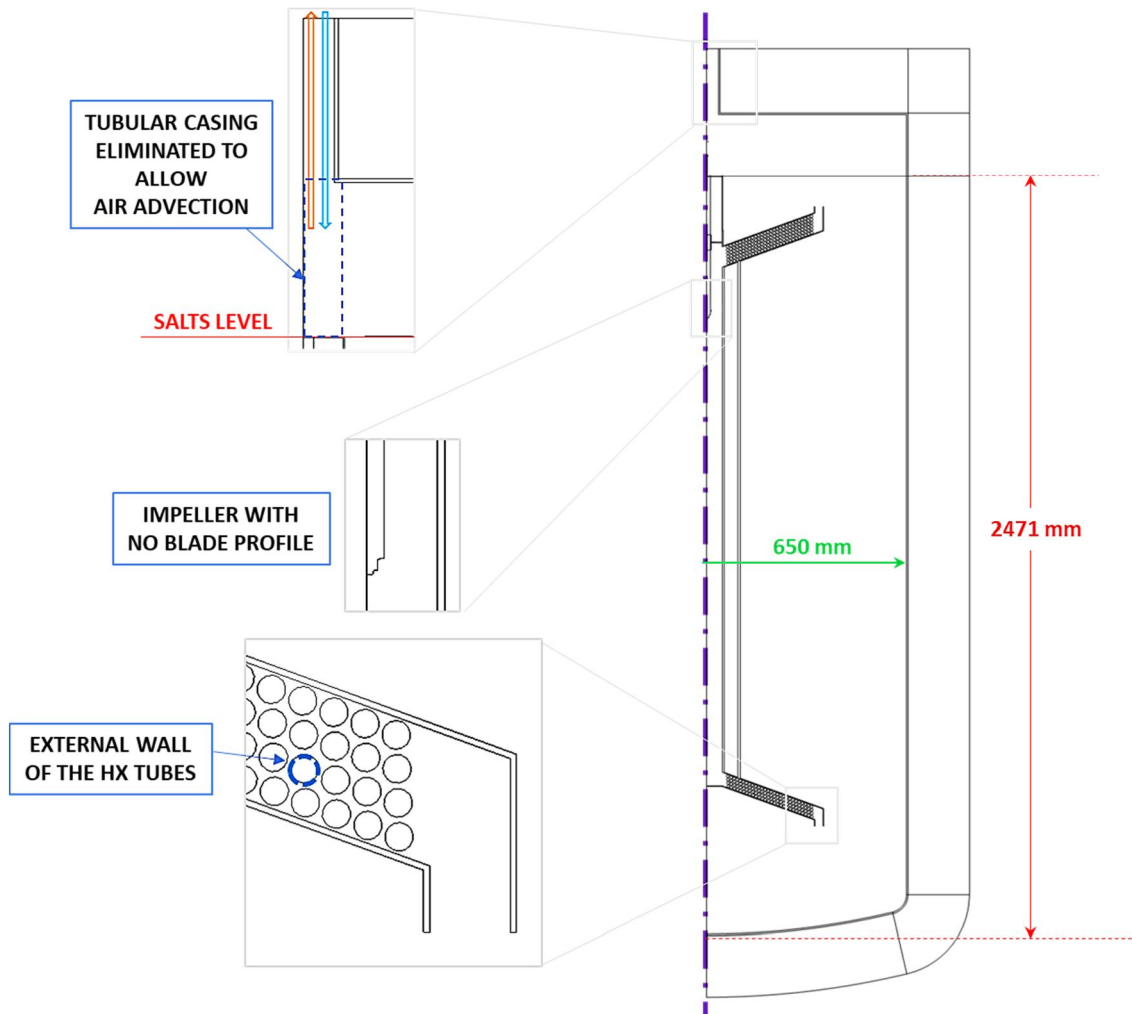 TUBULAR CASING
ELIMINATED TO
ALLOW
AIR ADVECTION
SALTS LEVEL
IMPELLER WITH
NO BLADE PROFILE
650 mm
2471 mm
EXTERNAL WALL
OF THE HX TUBES